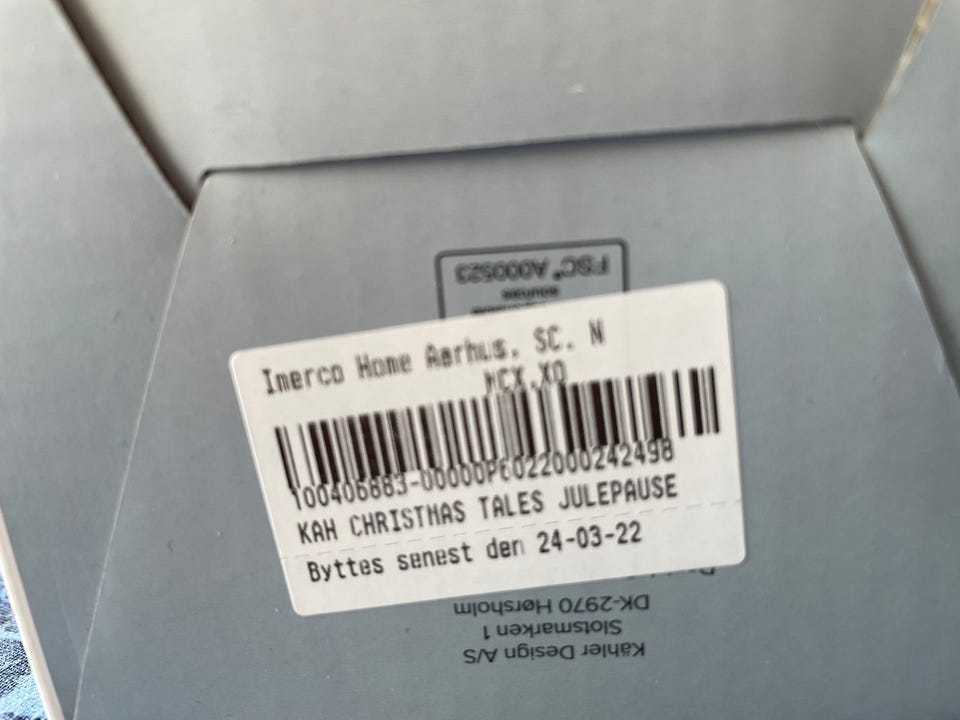 Imerco Home Aarhus, SC. N
MCX.XO
100406883-00000P6022000242498
KAH CHRISTMAS TALES JULEPAUSE
Byttes senest den 24-03-22
Kähler Design A/S
Slotsmarken 1
DK-2970 Hørsholm
sources
FSC® A000523